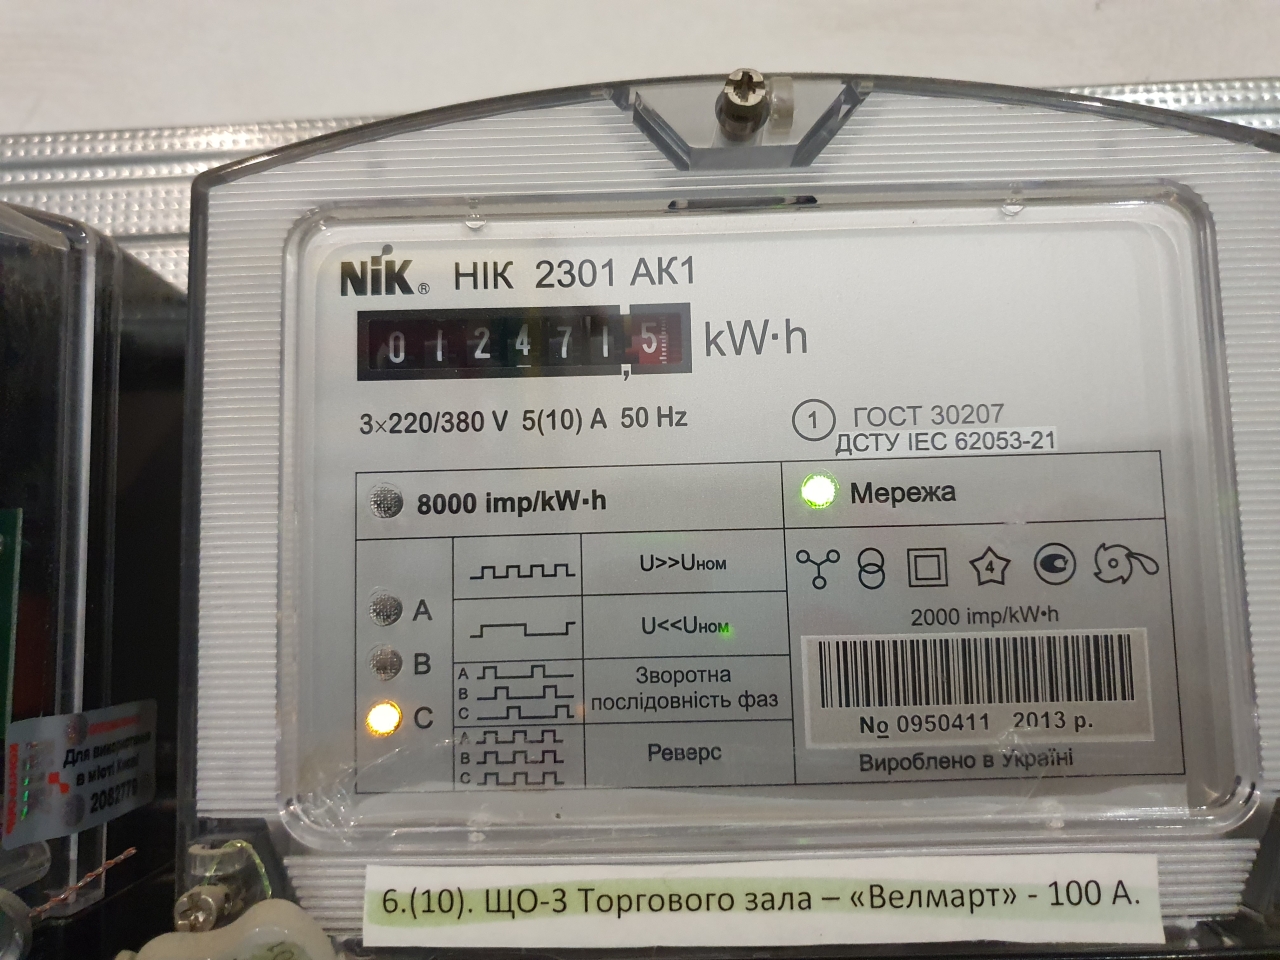 NiK® НІК 2301 АК1
0 1 2 4 7 1 , 5 kW·h
3×220/380 V 5(10) A 50 Hz
1 ГОСТ 30207
ДСТУ IEC 62053-21
8000 imp/kW·h
Мережа
A
B
C
U>>Uном
U<<Uном
A
B
C
Зворотна
послідовність фаз
A
B
C
Реверс
4
2000 imp/kW•h
№ 0950411 2013 р.
Вироблено в Україні
Для використання
в місті Києві
6.(10). ЩО-3 Торгового зала – «Велмарт» - 100 А.